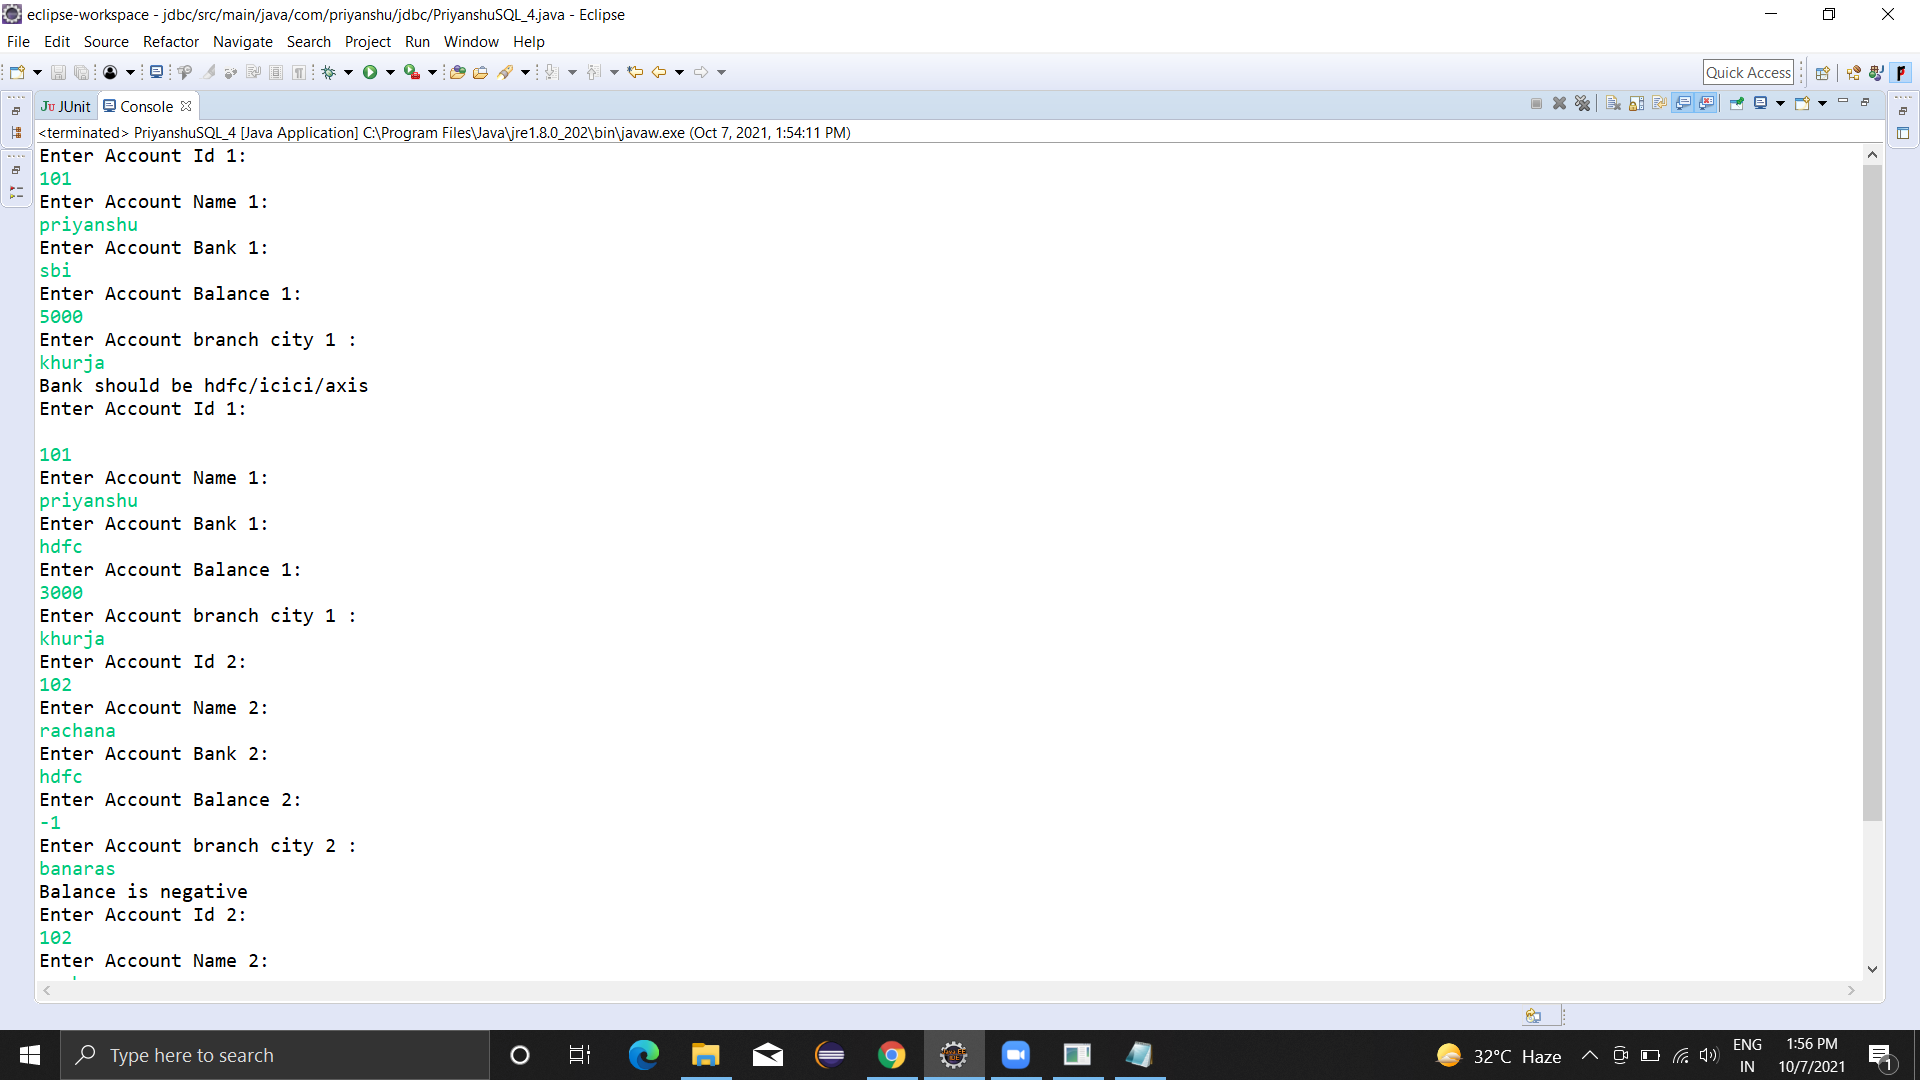 eclipse-workspace - jdbc/src/main/java/com/priyanshu/jdbc/PriyanshuSQL_4.java - Eclipse
File Edit Source Refactor Navigate Search Project Run Window Help
Quick Access
JUnit Console
<terminated> PriyanshuSQL_4 [Java Application] C:\Program Files\Java\jre1.8.0_202\bin\javaw.exe (Oct 7, 2021, 1:54:11 PM)
Enter Account Id 1:
101
Enter Account Name 1:
priyanshu
Enter Account Bank 1:
sbi
Enter Account Balance 1:
5000
Enter Account branch city 1 :
khurja
Bank should be hdfc/icici/axis
Enter Account Id 1:
101
Enter Account Name 1:
priyanshu
Enter Account Bank 1:
hdfc
Enter Account Balance 1:
3000
Enter Account branch city 1 :
khurja
Enter Account Id 2:
102
Enter Account Name 2:
rachana
Enter Account Bank 2:
hdfc
Enter Account Balance 2:
-1
Enter Account branch city 2 :
banaras
Balance is negative
Enter Account Id 2:
102
Enter Account Name 2:
Type here to search
32°C Haze
ENG
IN
1:56 PM
10/7/2021
1